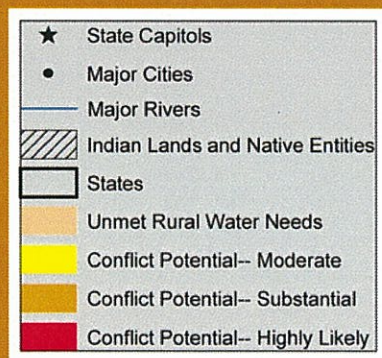 State Capitols
Major Cities
Major Rivers
Indian Lands and Native Entities
States
Unmet Rural Water Needs
Conflict Potential-- Moderate
Conflict Potential-- Substantial
Conflict Potential-- Highly Likely